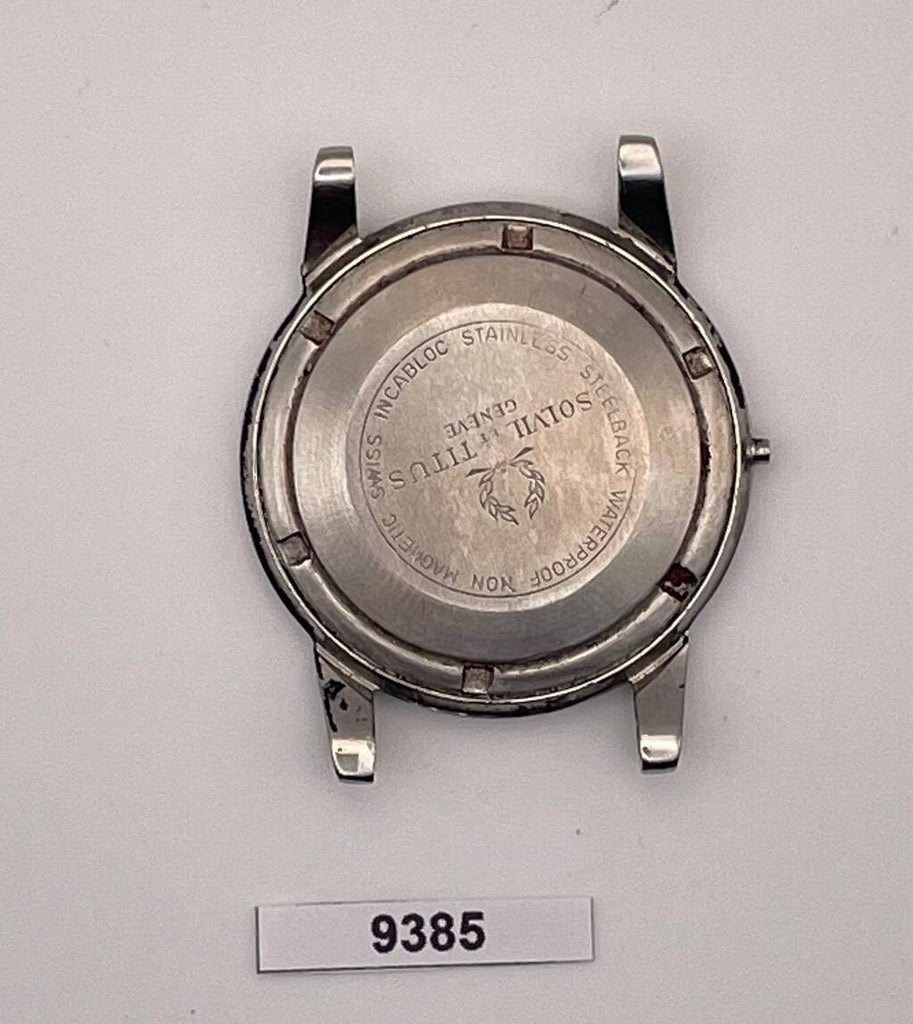 SWISS INCABLOC STAINLESS STEELBACK WATERPROOF NON MAGNETIC
SOLVIL ET TITUS
GENEVE
9385